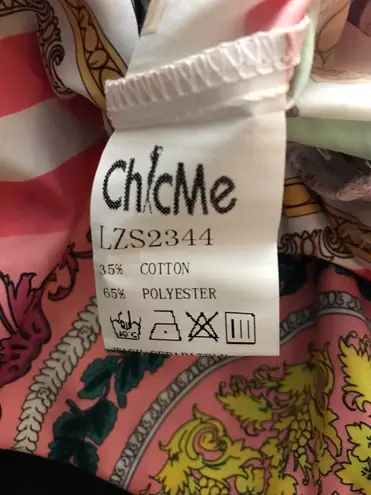 ChicMe
LZS2344
35% COTTON
65% POLYESTER